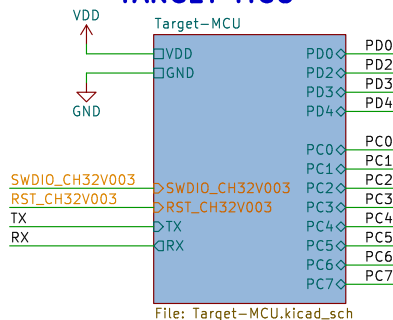 TARGET MCU
VDD
Target-MCU
VDD
GND
GND
SWDIO_CH32V003
RST_CH32V003
TX
RX
SWDIO_CH32V003
RST_CH32V003
TX
RX
PD0
PD2
PD3
PD4
PC0
PC1
PC2
PC3
PC4
PC5
PC6
PC7
PD0
PD2
PD3
PD4
PC0
PC1
PC2
PC3
PC4
PC5
PC6
PC7
File: Target-MCU.kicad_sch